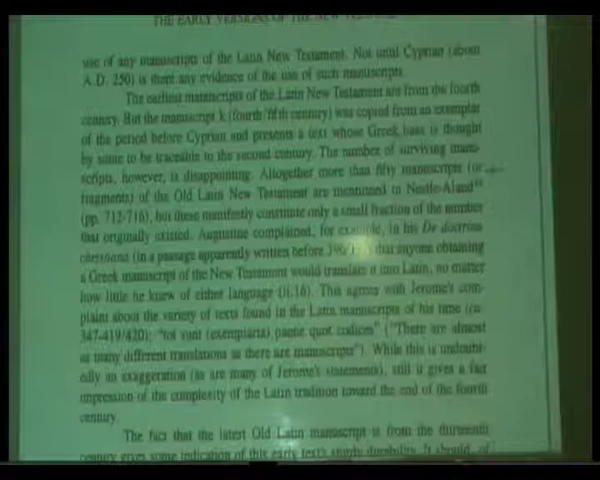 THE EARLY VERSIONS OF THE NEW TESTAMENT
use of any manuscripts of the Latin New Testament. Not until Cyprian (about
A.D. 250) is there any evidence of the use of such manuscripts.
The earliest manuscripts of the Latin New Testament are from the fourth
century. But the manuscript k (fourth/fifth century) was copied from an exemplar
of the period before Cyprian and presents a text whose Greek base is thought
by some to be traceable to the second century. The number of surviving manu-
scripts, however, is disappointing. Altogether more than fifty manuscripts (or
fragments) of the Old Latin New Testament are mentioned in Nestle-Aland
(pp. 712-716), but these manifestly constitute only a small fraction of the number
that originally existed. Augustine complained, for example, in his De doctrina
christiana (in a passage apparently written before 396/ that anyone obtaining
a Greek manuscript of the New Testament would translate it into Latin, no matter
how little he knew of either language (ii.16). This agrees with Jerome's com-
plaint about the variety of texts found in the Latin manuscripts of his time (ca.
347-419/420): "tot sunt (exemplaria) paene quot codices" ("There are almost
as many different translations as there are manuscripts"). While this is undoubt-
edly an exaggeration (as are many of Jerome's statements), still it gives a fair
impression of the complexity of the Latin tradition toward the end of the fourth
century.
The fact that the latest Old Latin manuscript is from the thirteenth
century gives some indication of this early text's sturdy durability. It should, of